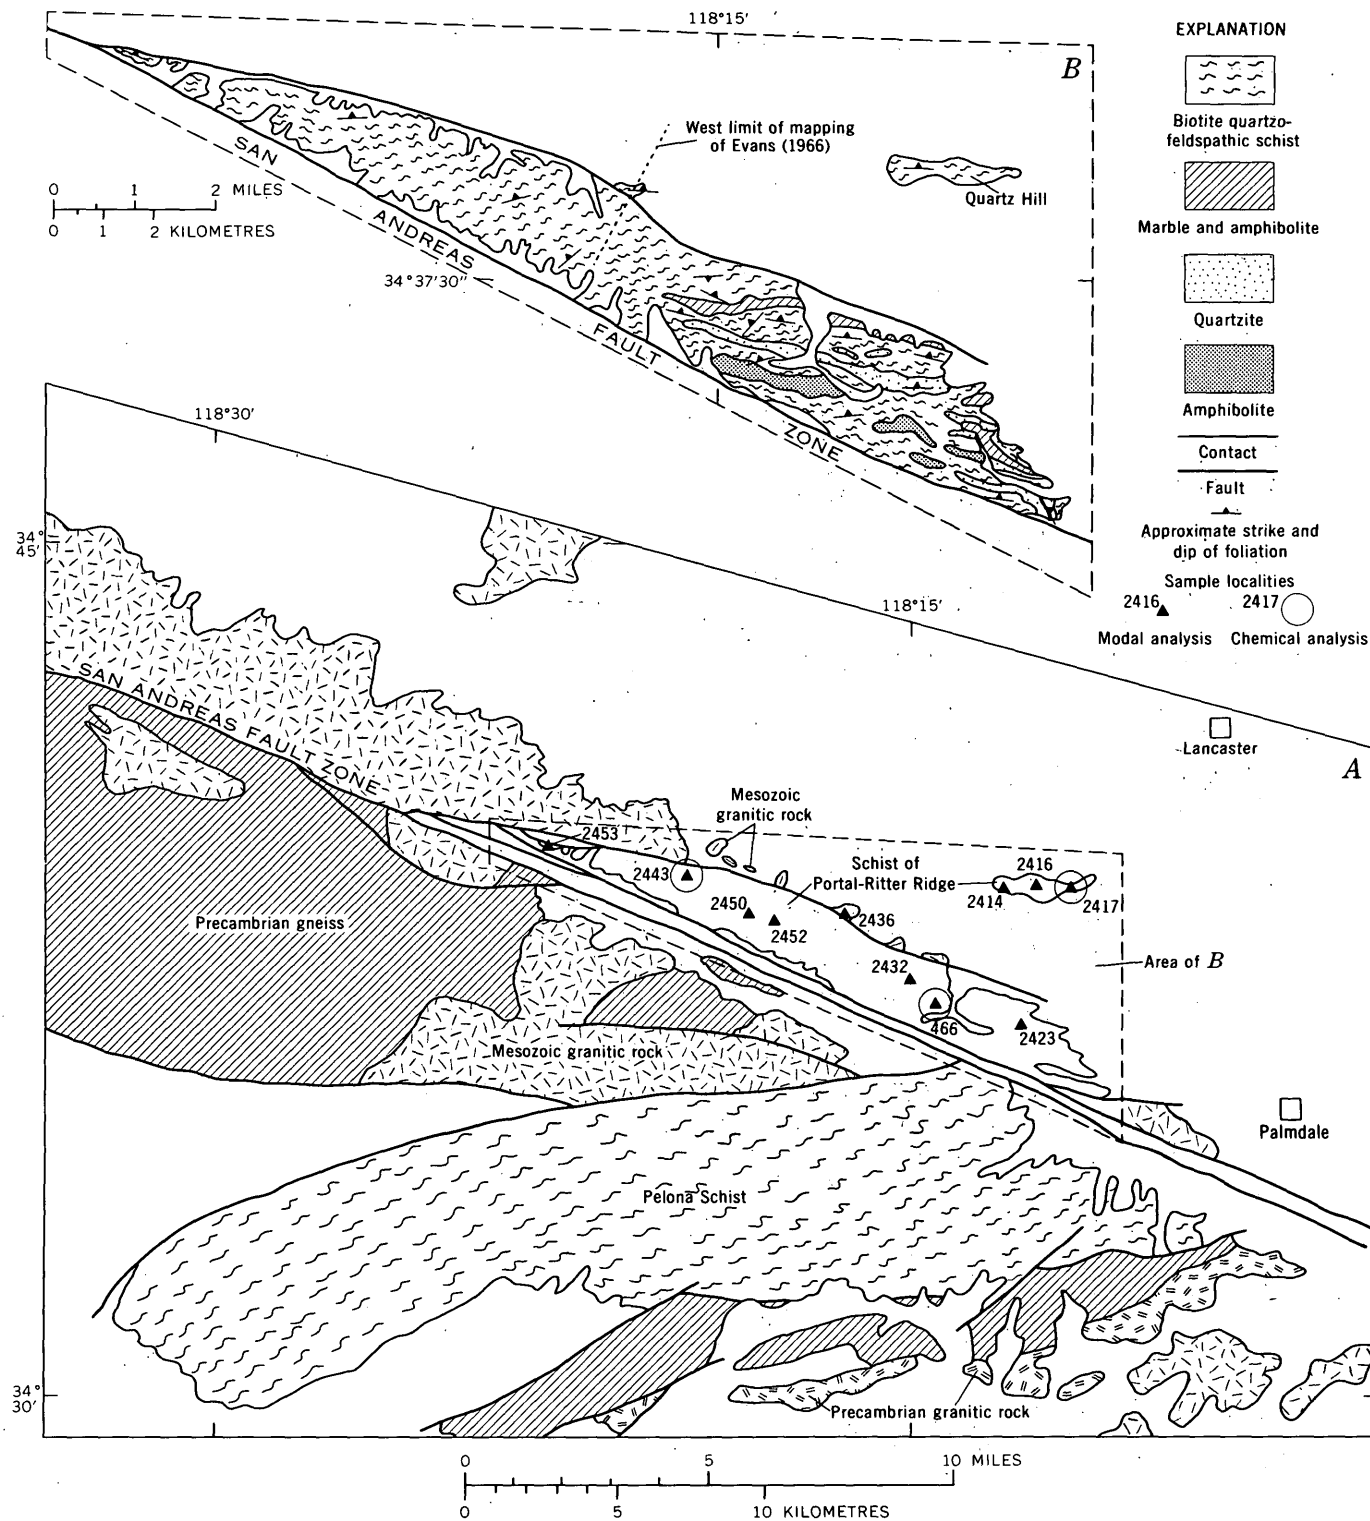 118°15′
B
West limit of mapping
of Evans (1966)
Quartz Hill
SAN
ANDREAS
FAULT
ZONE
34°37′30″
0 1 2 MILES
0 1 2 KILOMETRES
EXPLANATION
Biotite quartzo-
feldspathic schist
Marble and amphibolite
Quartzite
Amphibolite
Contact
Fault
Approximate strike and
dip of foliation
Sample localities
2416 2417
Modal analysis Chemical analysis
118°30′
34°
45′
118°15′
Lancaster
A
SAN ANDREAS FAULT ZONE
Mesozoic
granitic rock
2453
2443
Schist of
Portal-Ritter Ridge
2416
2414
2417
2450
2452
2436
Precambrian gneiss
2432
Area of B
466
2423
Mesozoic granitic rock
Palmdale
Pelona Schist
34°
30′
Precambrian granitic rock
0 5 10 MILES
0 5 10 KILOMETRES